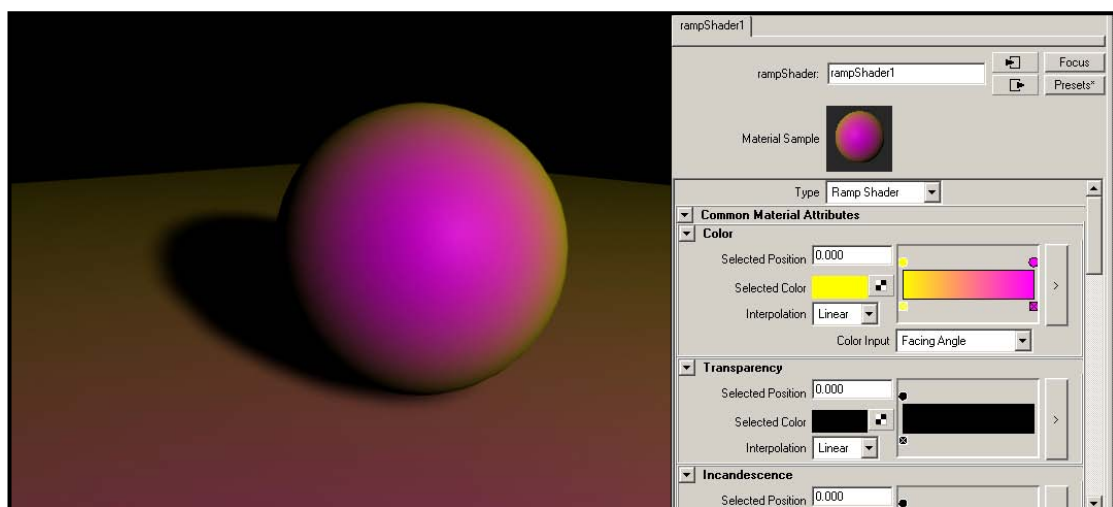 rampShader1
rampShader: rampShader1
Focus
Presets*
Material Sample
Type Ramp Shader
Common Material Attributes
Color
Selected Position 0.000
Selected Color
Interpolation Linear
>
Color Input Facing Angle
Transparency
Selected Position 0.000
Selected Color
Interpolation Linear
>
Incandescence
Selected Position 0.000